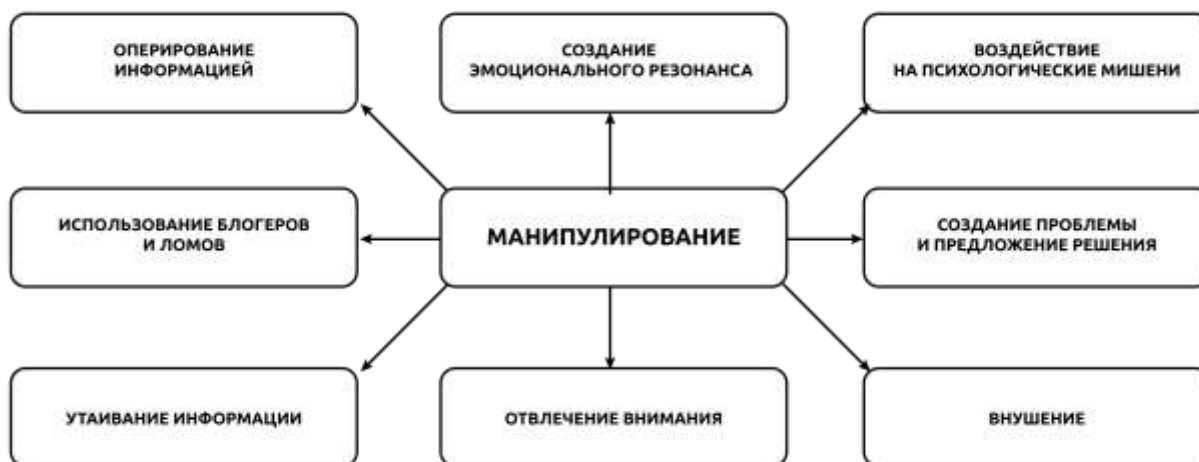 ОПЕРИРОВАНИЕ
ИНФОРМАЦИЕЙ
СОЗДАНИЕ
ЭМОЦИОНАЛЬНОГО РЕЗОНАНСА
ВОЗДЕЙСТВИЕ
НА ПСИХОЛОГИЧЕСКИЕ МИШЕНИ
ИСПОЛЬЗОВАНИЕ БЛОГЕРОВ
И ЛОМОВ
МАНИПУЛИРОВАНИЕ
СОЗДАНИЕ ПРОБЛЕМЫ
И ПРЕДЛОЖЕНИЕ РЕШЕНИЯ
УТАИВАНИЕ ИНФОРМАЦИИ
ОТВЛЕЧЕНИЕ ВНИМАНИЯ
ВНУШЕНИЕ